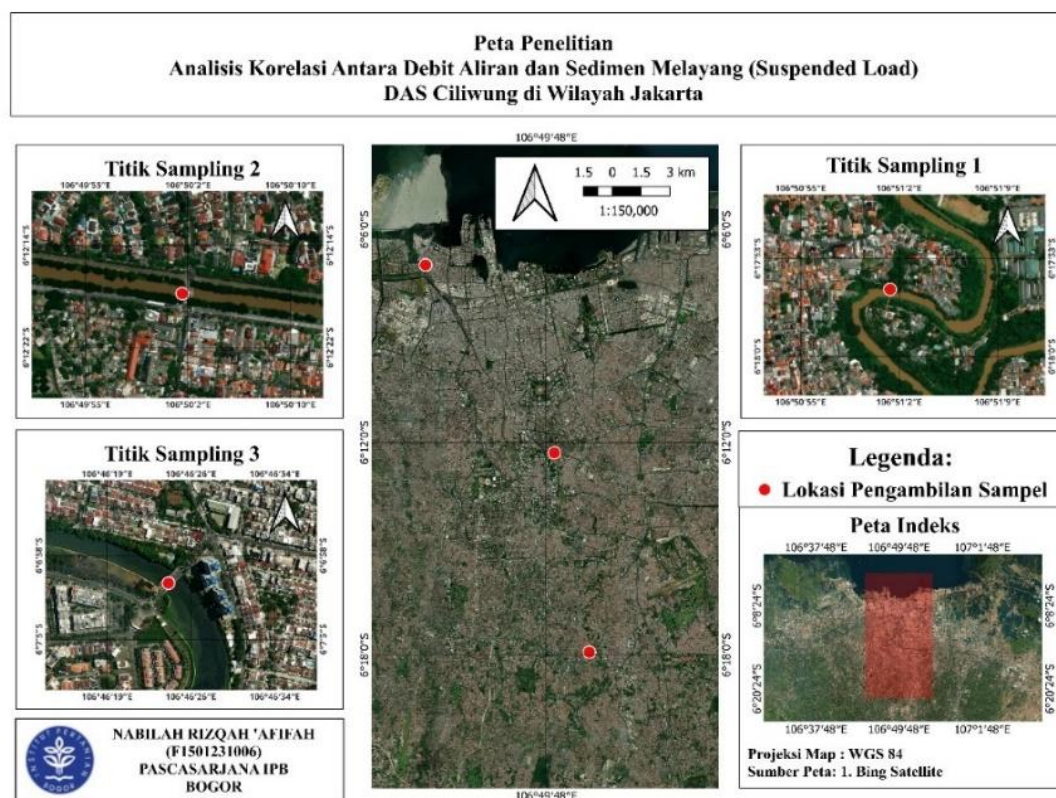 Peta Penelitian
Analisis Korelasi Antara Debit Aliran dan Sedimen Melayang (Suspended Load)
DAS Ciliwung di Wilayah Jakarta
Titik Sampling 2
106°49'55"E 106°50'2"E 106°50'10"E
6°12'14"S 6°12'14"S
6°12'22"S 6°12'22"S
106°49'55"E 106°50'2"E 106°50'10"E
Titik Sampling 3
106°46'19"E 106°46'26"E 106°46'34"E
6°6'58"S 6°6'58"S
6°7'5"S 6°7'5"S
106°46'19"E 106°46'26"E 106°46'34"E
NABILAH RIZQAH 'AFIFAH
(F1501231006)
PASCASARJANA IPB
BOGOR
INSTITUT PERTANIAN
BOGOR
106°49'48"E
1.5 0 1.5 3 km
1:150,000
6°6'0"S 6°6'0"S
6°12'0"S 6°12'0"S
6°18'0"S 6°18'0"S
106°49'48"E
Titik Sampling 1
106°50'55"E 106°51'2"E 106°51'9"E
6°17'53"S 6°17'53"S
6°18'0"S 6°18'0"S
106°50'55"E 106°51'2"E 106°51'9"E
Legenda:
Lokasi Pengambilan Sampel
Peta Indeks
106°37'48"E 106°49'48"E 107°1'48"E
6°8'24"S 6°8'24"S
6°20'24"S 6°20'24"S
106°37'48"E 106°49'48"E 107°1'48"E
Projeksi Map : WGS 84
Sumber Peta: 1. Bing Satellite